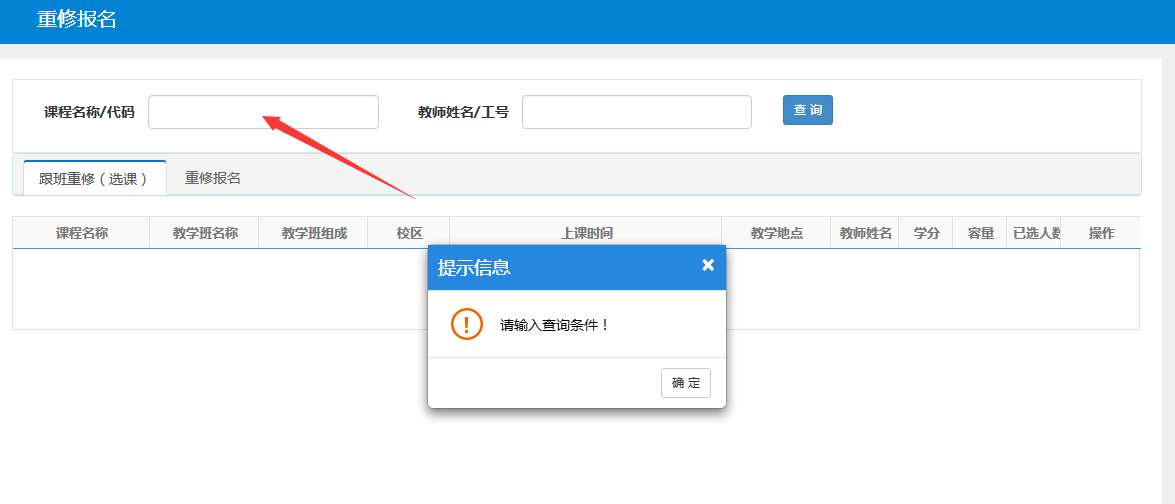 重修报名
课程名称/代码 教师姓名/工号 查 询
跟班重修（选课） 重修报名
课程名称 教学班名称 教学班组成 校区 上课时间 教学地点 教师姓名 学分 容量 已选人数 操作
提示信息
请输入查询条件！
确 定